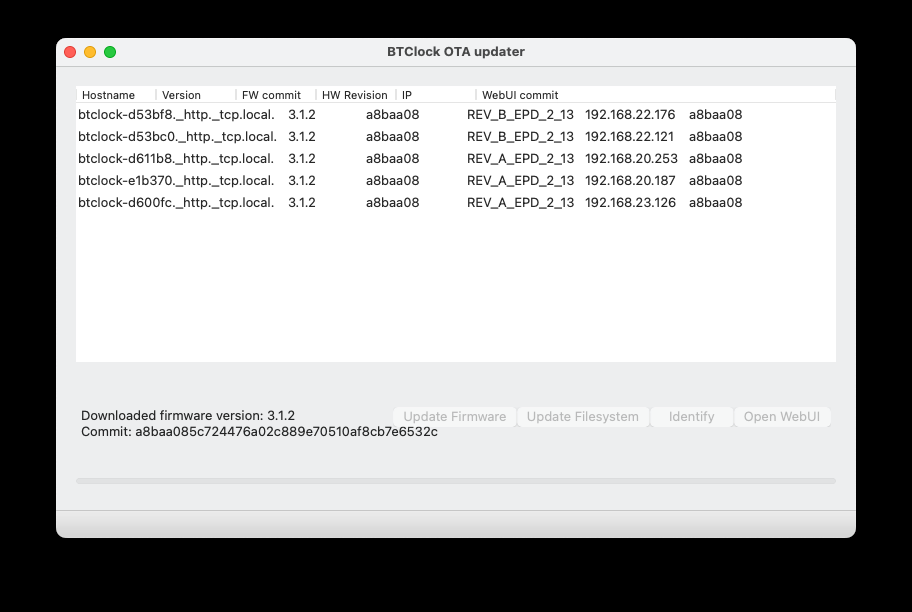 BTClock OTA updater
Hostname Version FW commit HW Revision IP WebUI commit
btclock-d53bf8._http._tcp.local. 3.1.2 a8baa08 REV_B_EPD_2_13 192.168.22.176 a8baa08
btclock-d53bc0._http._tcp.local. 3.1.2 a8baa08 REV_B_EPD_2_13 192.168.22.121 a8baa08
btclock-d611b8._http._tcp.local. 3.1.2 a8baa08 REV_A_EPD_2_13 192.168.20.253 a8baa08
btclock-e1b370._http._tcp.local. 3.1.2 a8baa08 REV_A_EPD_2_13 192.168.20.187 a8baa08
btclock-d600fc._http._tcp.local. 3.1.2 a8baa08 REV_A_EPD_2_13 192.168.23.126 a8baa08
Downloaded firmware version: 3.1.2
Commit: a8baa085c724476a02c889e70510af8cb7e6532c
Update Firmware Update Filesystem Identify Open WebUI